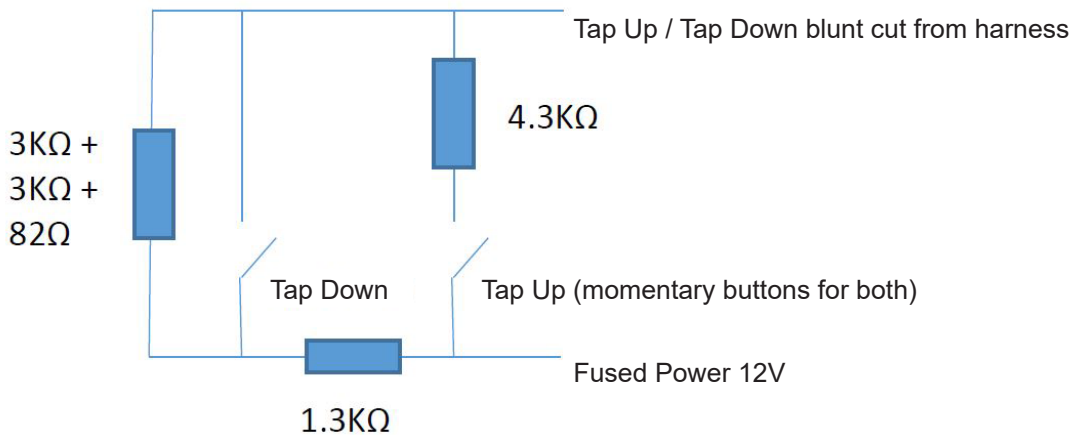 Tap Up / Tap Down blunt cut from harness
4.3KΩ
3KΩ +
3KΩ +
82Ω
Tap Down
Tap Up (momentary buttons for both)
Fused Power 12V
1.3KΩ